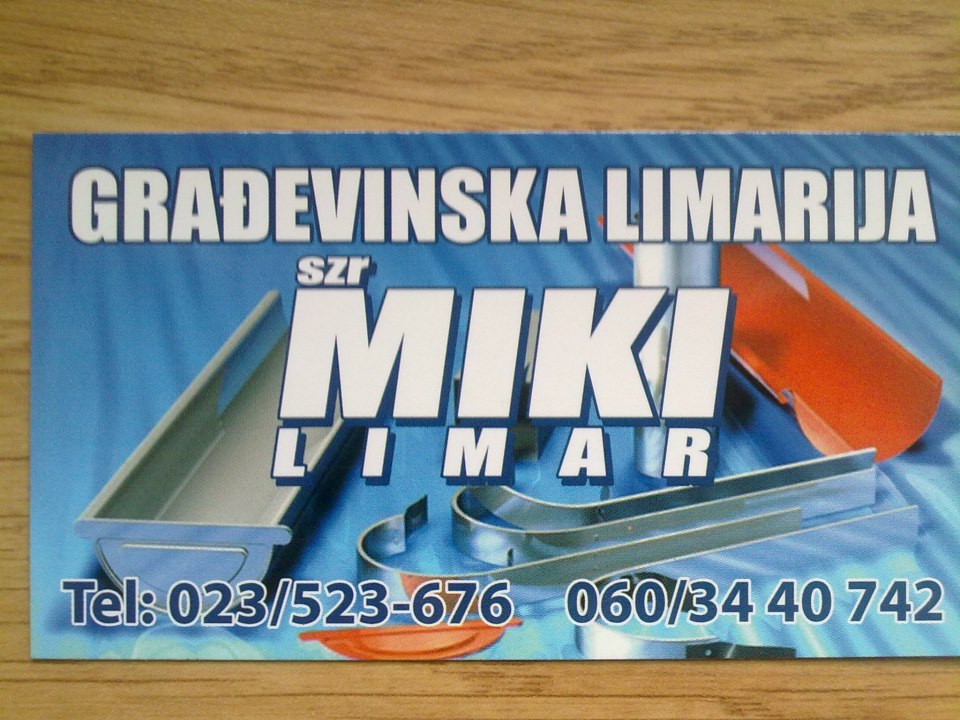 GRAĐEVINSKA LIMARIJA
szr
MIKI
LIMAR
Tel: 023/523-676 060/34 40 742